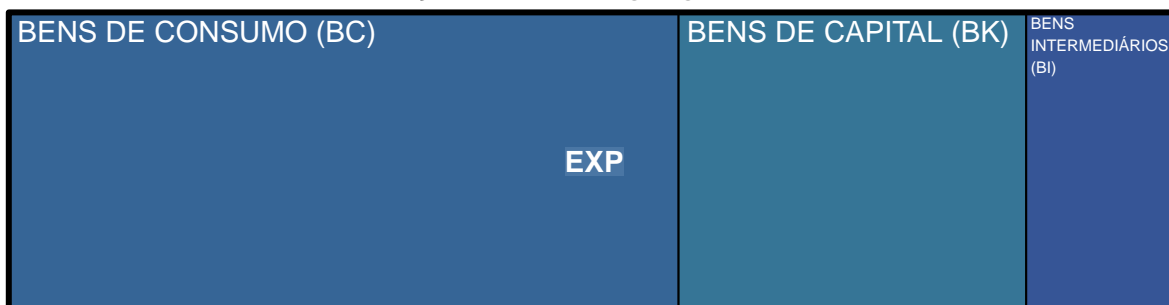 BENS DE CONSUMO (BC)
BENS DE CAPITAL (BK)
BENS
INTERMEDIÁRIOS
(BI)
EXP